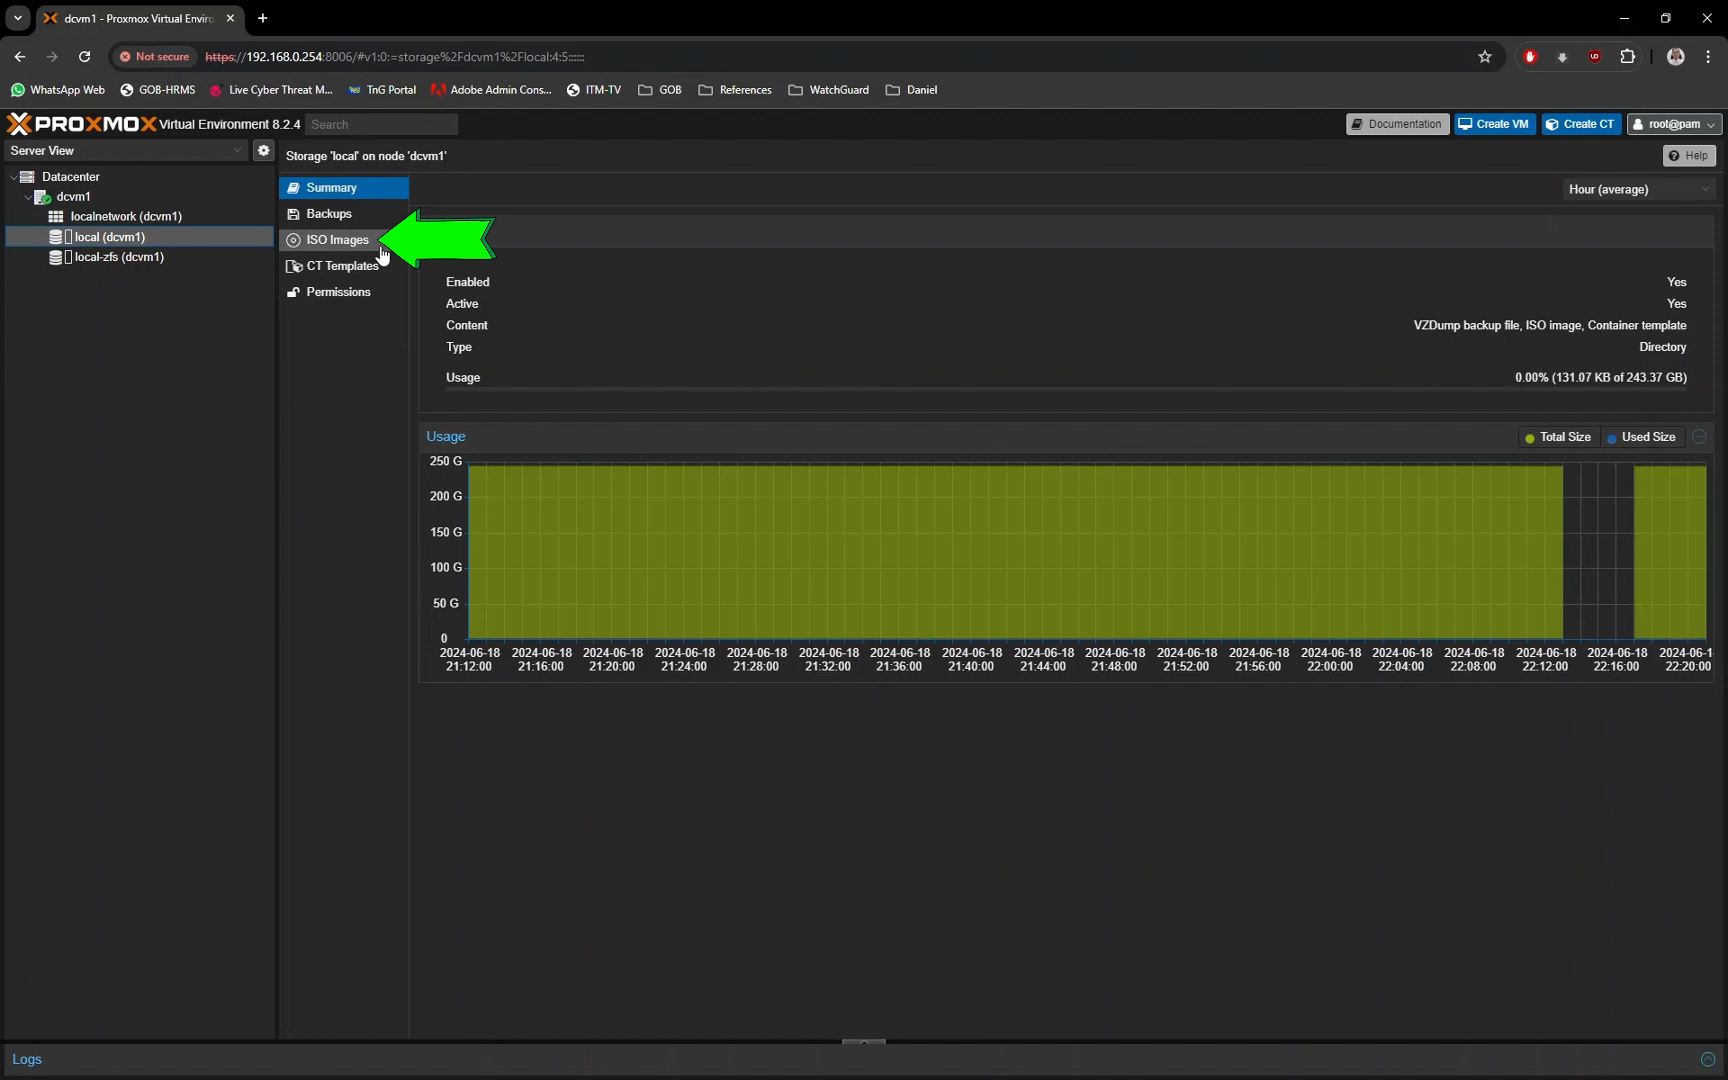 dcvm1 - Proxmox Virtual Enviro
Not secure https://192.168.0.254:8006/#v1:0:=storage%2Fdcvm1%2Flocal:4:5::::::
WhatsApp Web GOB-HRMS Live Cyber Threat M... TnG Portal Adobe Admin Cons... ITM-TV GOB References WatchGuard Daniel
PROXMOX Virtual Environment 8.2.4 Search Documentation Create VM Create CT root@pam
Server View Storage 'local' on node 'dcvm1' Help
Datacenter
dcvm1
localnetwork (dcvm1)
local (dcvm1)
local-zfs (dcvm1)
Summary
Backups
ISO Images
CT Templates
Permissions
Hour (average)
Enabled Yes
Active Yes
Content VZDump backup file, ISO image, Container template
Type Directory
Usage 0.00% (131.07 KB of 243.37 GB)
Usage Total Size Used Size
250 G
200 G
150 G
100 G
50 G
0
2024-06-18 2024-06-18 2024-06-18 2024-06-18 2024-06-18 2024-06-18 2024-06-18 2024-06-18 2024-06-18 2024-06-18 2024-06-18 2024-06-18 2024-06-18 2024-06-18 2024-06-18 2024-06-18 2024-06-18 2024-06-1
21:12:00 21:16:00 21:20:00 21:24:00 21:28:00 21:32:00 21:36:00 21:40:00 21:44:00 21:48:00 21:52:00 21:56:00 22:00:00 22:04:00 22:08:00 22:12:00 22:16:00 22:20:00
Logs